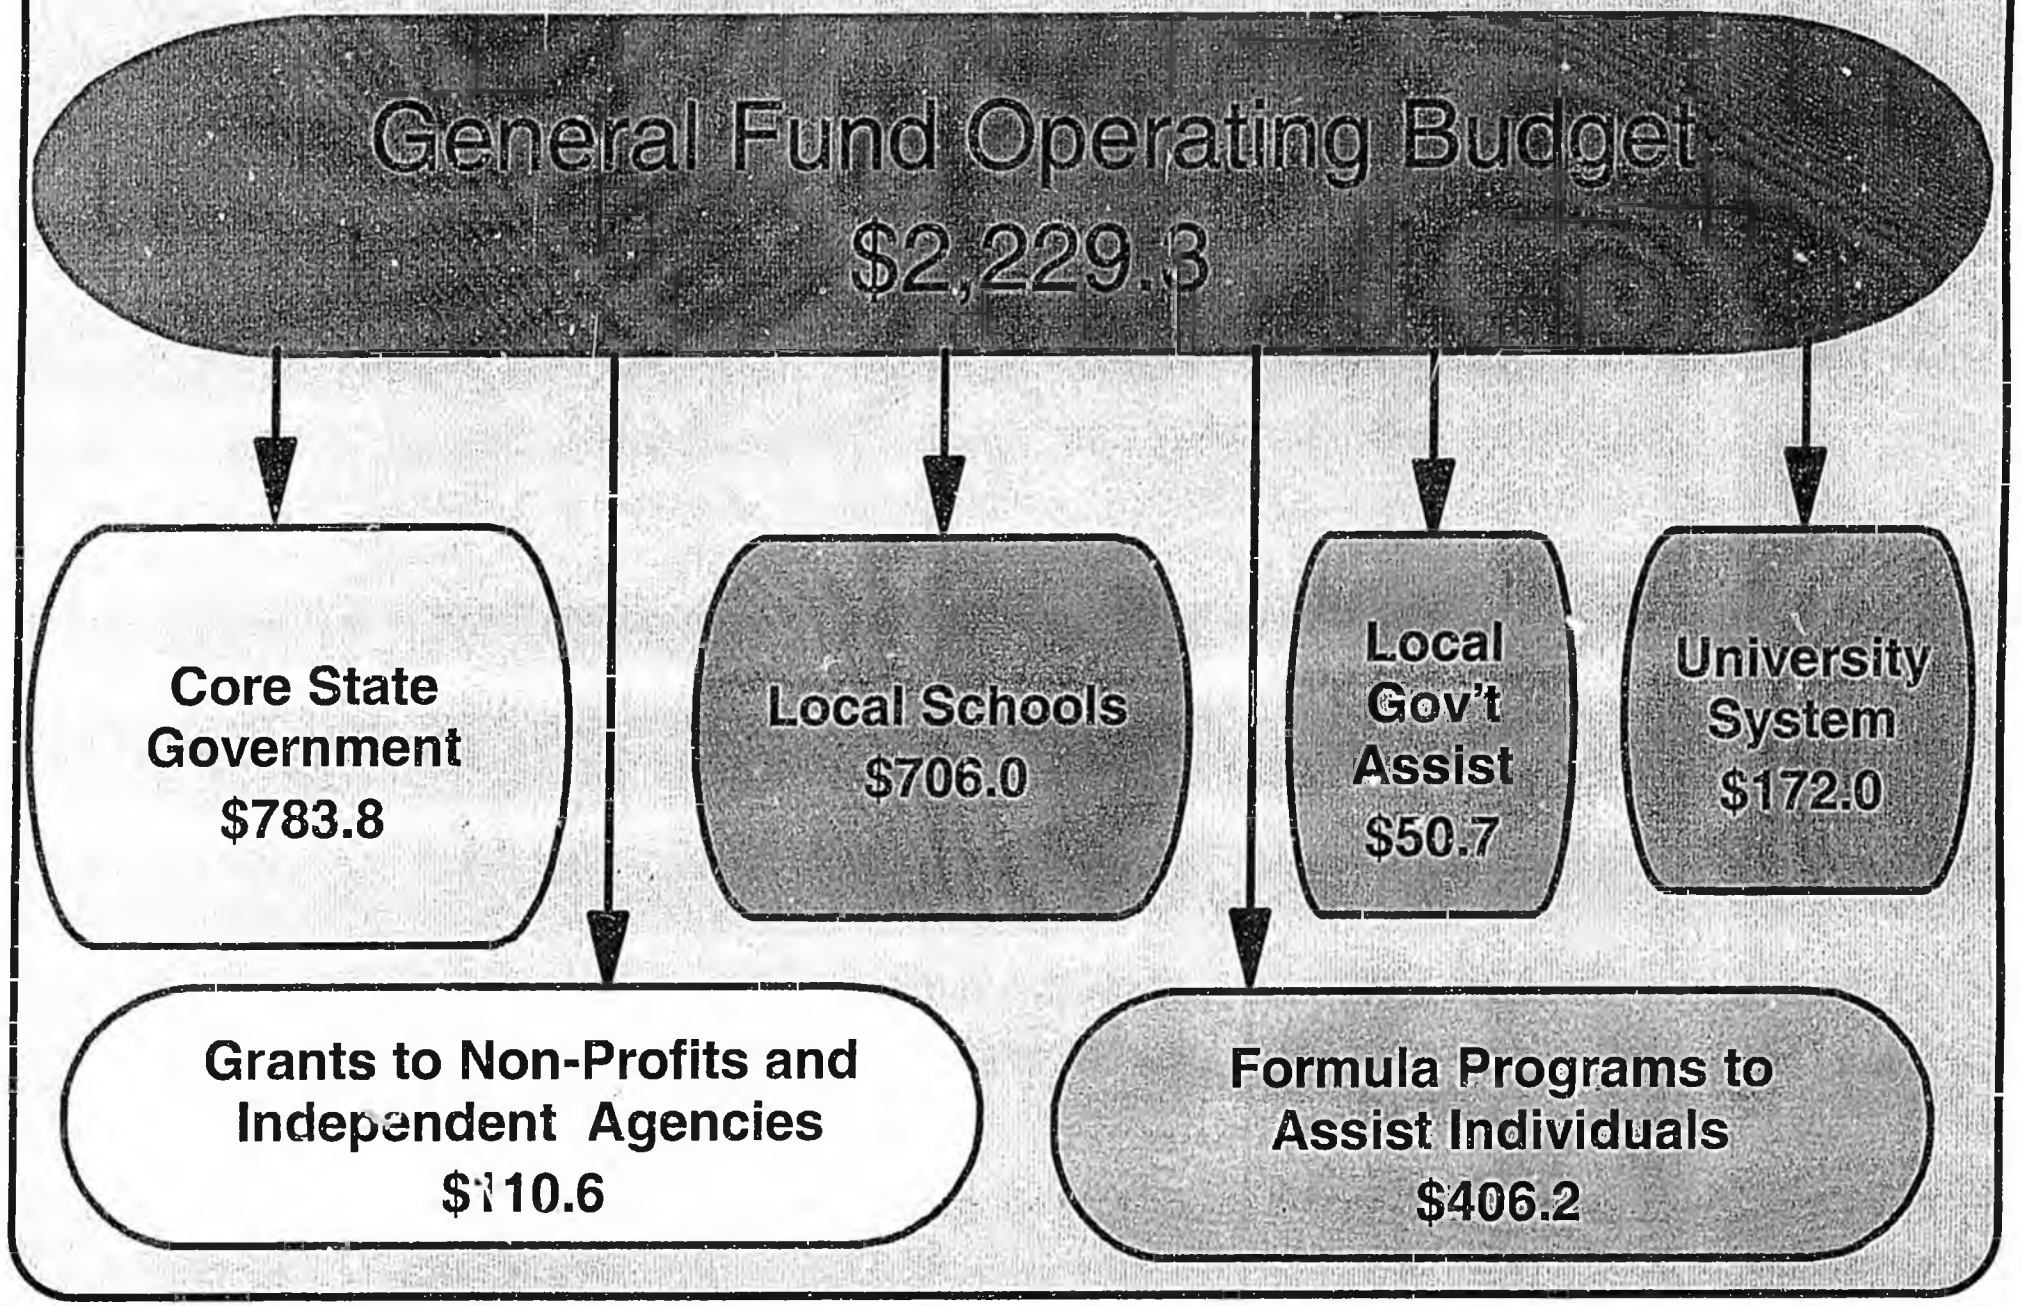 General Fund Operating Budget
$2,229.3
Core State
Government
$783.8
Local Schools
$706.0
Local
Gov't
Assist
$50.7
University
System
$172.0
Grants to Non-Profits and
Independent Agencies
$110.6
Formula Programs to
Assist Individuals
$406.2